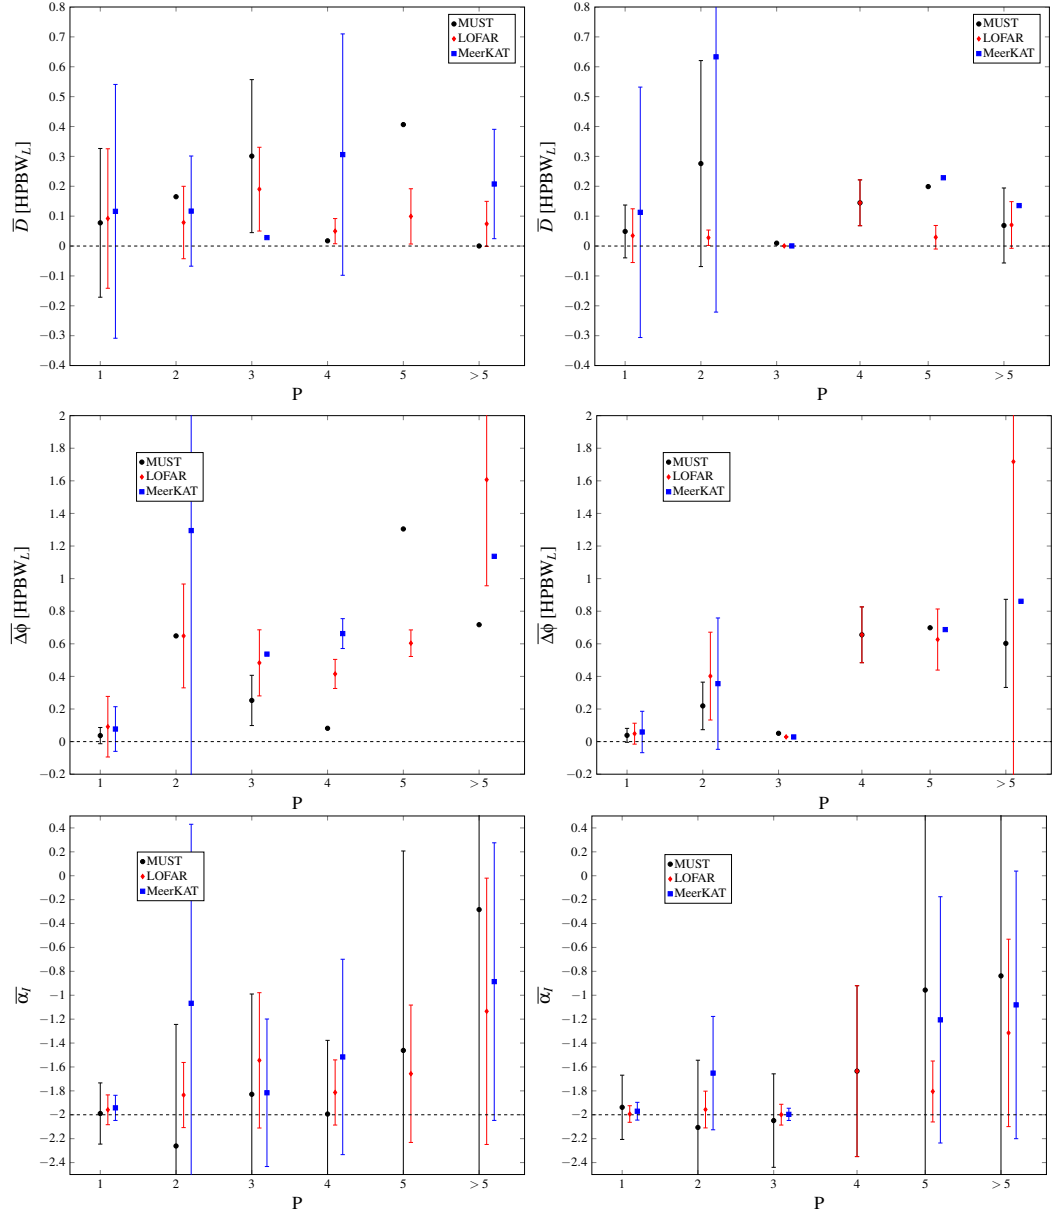 0.8
0.7
0.6
0.5
0.4
0.3
0.2
0.1
0
−0.1
−0.2
−0.3
−0.4
D [HPBW_L]
MUST
LOFAR
MeerKAT
1 2 3 4 5 > 5
P
0.8
0.7
0.6
0.5
0.4
0.3
0.2
0.1
0
−0.1
−0.2
−0.3
−0.4
D [HPBW_L]
MUST
LOFAR
MeerKAT
1 2 3 4 5 > 5
P
2
1.8
1.6
1.4
1.2
1
0.8
0.6
0.4
0.2
0
−0.2
Δϕ [HPBW_L]
MUST
LOFAR
MeerKAT
1 2 3 4 5 > 5
P
2
1.8
1.6
1.4
1.2
1
0.8
0.6
0.4
0.2
0
−0.2
Δϕ [HPBW_L]
MUST
LOFAR
MeerKAT
1 2 3 4 5 > 5
P
0.4
0.2
0
−0.2
−0.4
−0.6
−0.8
−1
−1.2
−1.4
−1.6
−1.8
−2
−2.2
−2.4
α_I
MUST
LOFAR
MeerKAT
1 2 3 4 5 > 5
P
0.4
0.2
0
−0.2
−0.4
−0.6
−0.8
−1
−1.2
−1.4
−1.6
−1.8
−2
−2.2
−2.4
α_I
MUST
LOFAR
MeerKAT
1 2 3 4 5 > 5
P